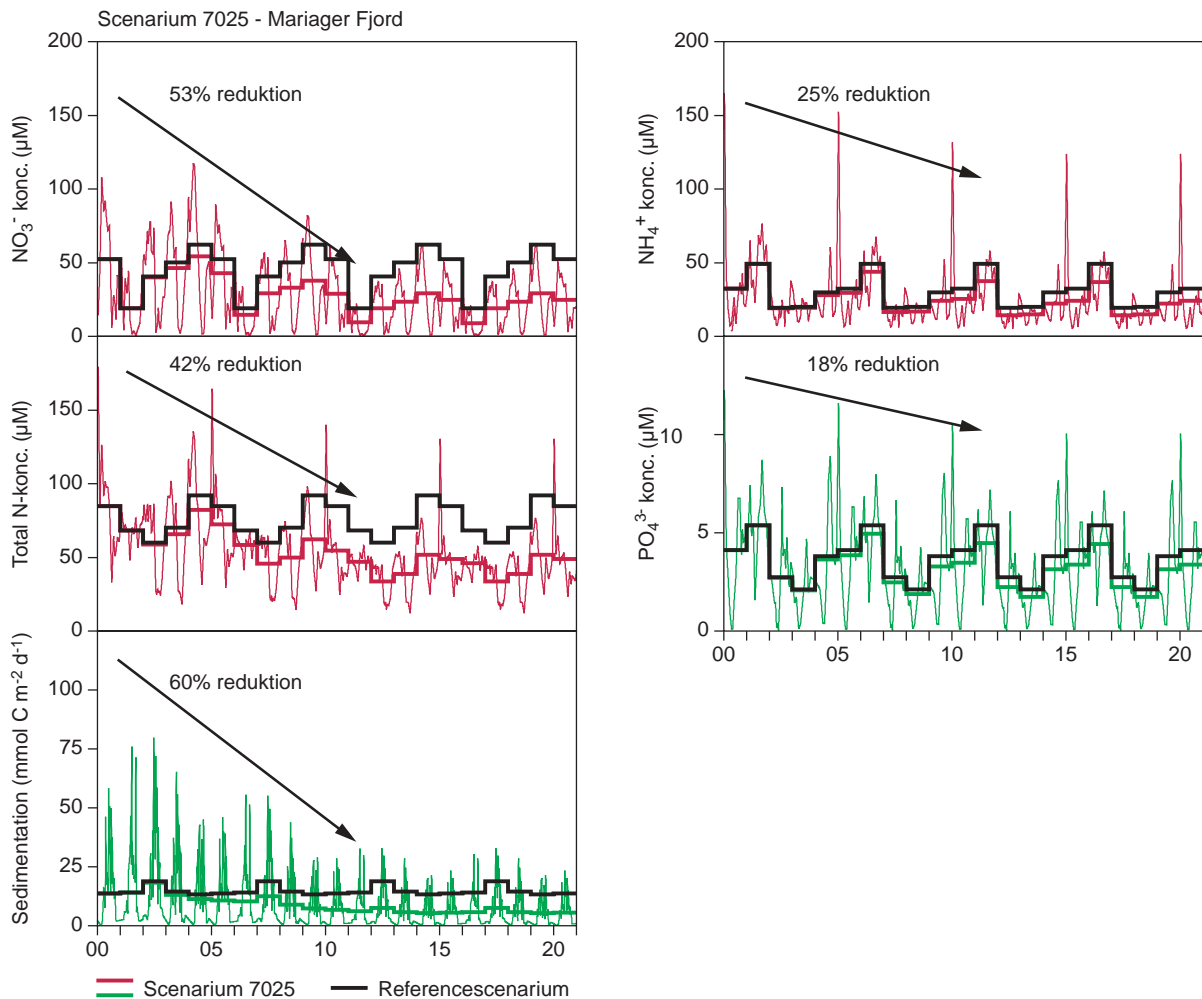 Scenarium 7025 - Mariager Fjord
200
150
100
50
0
NO₃⁻ konc. (µM)
53% reduktion
150
100
50
0
Total N-konc. (µM)
42% reduktion
100
75
50
25
0
Sedimentation (mmol C m⁻² d⁻¹)
60% reduktion
00 05 10 15 20
200
150
100
50
0
NH₄⁺ konc. (µM)
25% reduktion
10
5
0
PO₄³⁻ konc. (µM)
18% reduktion
00 05 10 15 20
Scenarium 7025 Referencescenarium